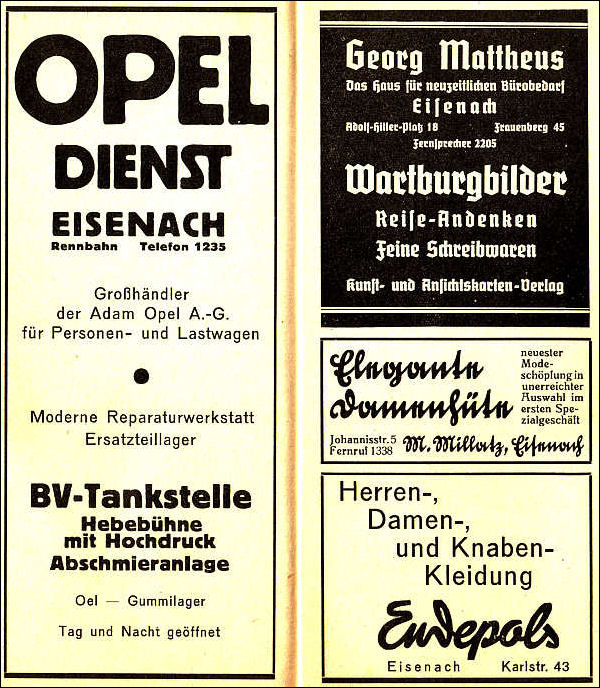 OPEL
DIENST
EISENACH
Rennbahn Telefon 1235
Großhändler
der Adam Opel A.-G.
für Personen- und Lastwagen
Moderne Reparaturwerkstatt
Ersatzteillager
BV-Tankstelle
Hebebühne
mit Hochdruck
Abschmieranlage
Oel — Gummilager
Tag und Nacht geöffnet
Georg Mattheus
Das Haus für neuzeitlichen Bürobedarf
Eisenach
Adolf-Hitler-Platz 18 Frauenberg 45
Fernsprecher 2205
Wartburgbilder
Reise-Andenken
Feine Schreibwaren
Kunst- und Ansichtskarten-Verlag
Elegante
Damenhüte
neuester
Mode-
schöpfung in
unerreichter
Auswahl im
ersten Spe-
zialgeschäft
Johannisstr. 5
Fernruf 1338
M. Millatz, Eisenach
Herren-,
Damen-,
und Knaben-
Kleidung
Endepols
Eisenach Karlstr. 43